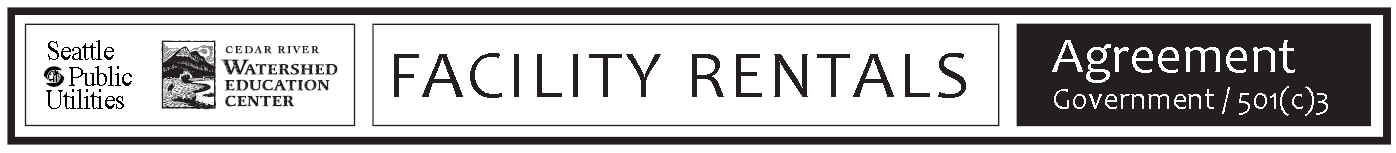 Seattle
Public
Utilities
CEDAR RIVER
WATERSHED
EDUCATION
CENTER
FACILITY RENTALS
Agreement
Government / 501(c)3